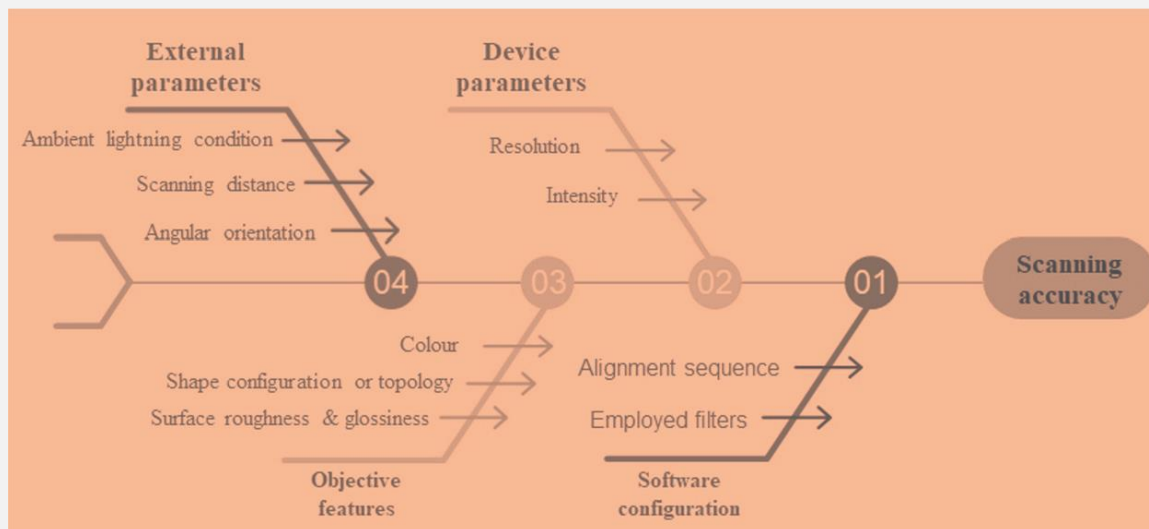 External
parameters
Ambient lightning condition
Scanning distance
Angular orientation
Device
parameters
Resolution
Intensity
04
03
02
01
Scanning
accuracy
Colour
Shape configuration or topology
Surface roughness & glossiness
Objective
features
Alignment sequence
Employed filters
Software
configuration